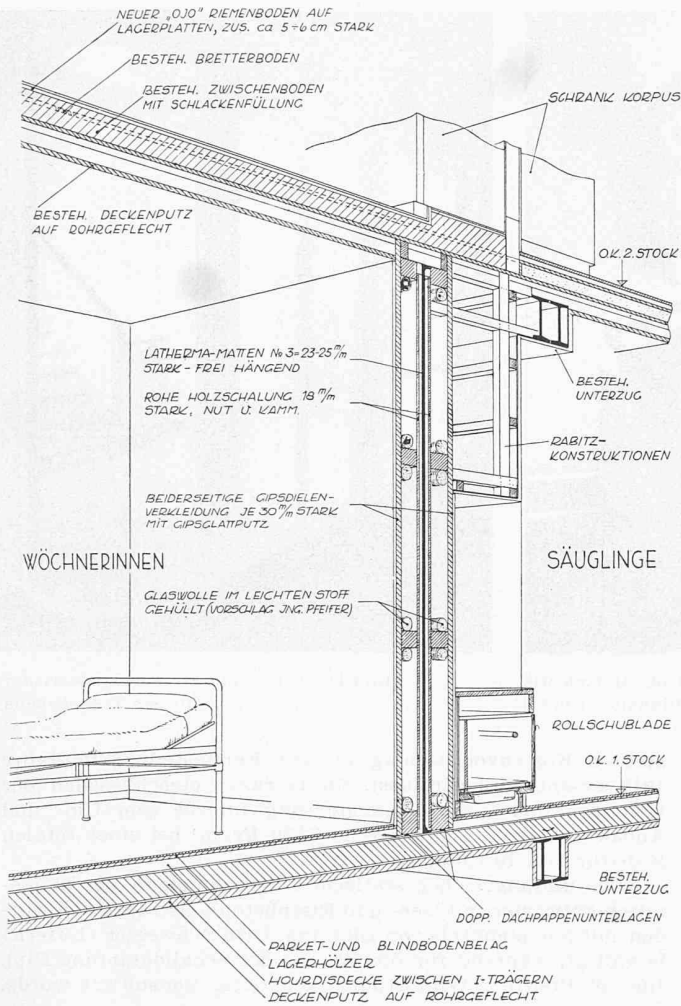 NEUER „OJO" RIEMENBODEN AUF
LAGERPLATTEN, ZUS. ca 5÷6 cm STARK
BESTEH. BRETTERBODEN
BESTEH. ZWISCHENBODEN
MIT SCHLACKENFÜLLUNG
SCHRANK KORPUS
BESTEH. DECKENPUTZ
AUF ROHRGEFLECHT
O.K. 2. STOCK
LATHERMA-MATTEN No 3=23-25 m/m
STARK - FREI HÄNGEND
BESTEH.
UNTERZUG
ROHE HOLZSCHALUNG 18 m/m
STARK, NUT U. KAMM.
RABITZ-
KONSTRUKTIONEN
BEIDERSEITIGE GIPSDIELEN-
VERKLEIDUNG JE 30 m/m STARK
MIT GIPSGLATTPUTZ
WÖCHNERINNEN
SÄUGLINGE
GLASWOLLE IM LEICHTEN STOFF
GEHÜLLT (VORSCHLAG JNG. PFEIFER)
ROLLSCHUBLADE
O.K. 1. STOCK
BESTEH.
UNTERZUG
DOPP. DACHPAPPENUNTERLAGEN
PARKET- UND BLINDBODENBELAG
LAGERHÖLZER
HOURDISDECKE ZWISCHEN I-TRÄGERN
DECKENPUTZ AUF ROHRGEFLECHT